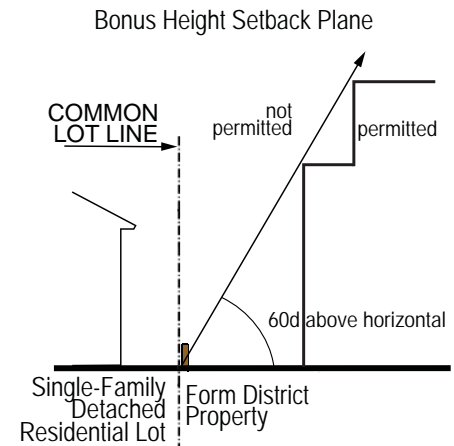 Bonus Height Setback Plane
COMMON
LOT LINE
not
permitted
permitted
60d above horizontal
Single-Family
Detached
Residential Lot
Form District
Property